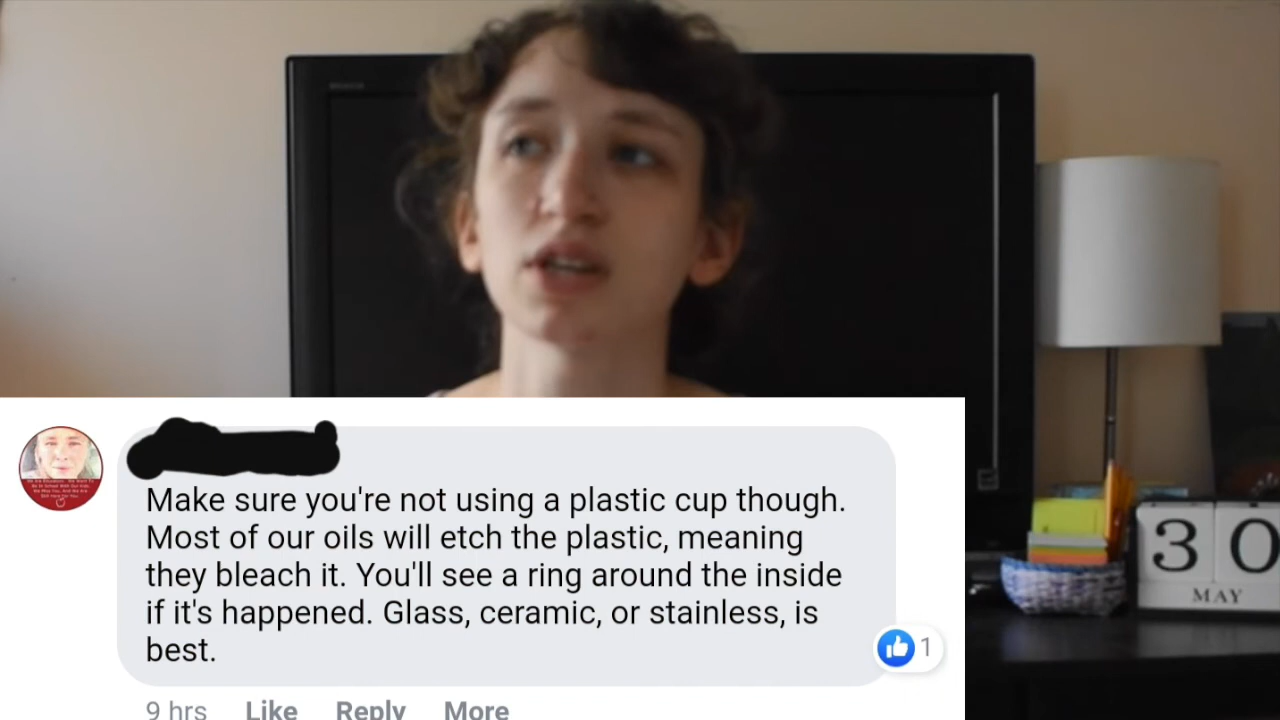 Make sure you're not using a plastic cup though.
Most of our oils will etch the plastic, meaning
they bleach it. You'll see a ring around the inside
if it's happened. Glass, ceramic, or stainless, is
best.
1
9 hrs Like Reply More
30
MAY